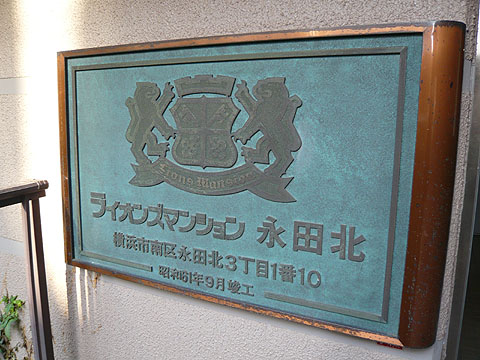 Lions Mansion
ライオンズマンション 永田北
横浜市南区永田北3丁目1番10
昭和61年9月竣工